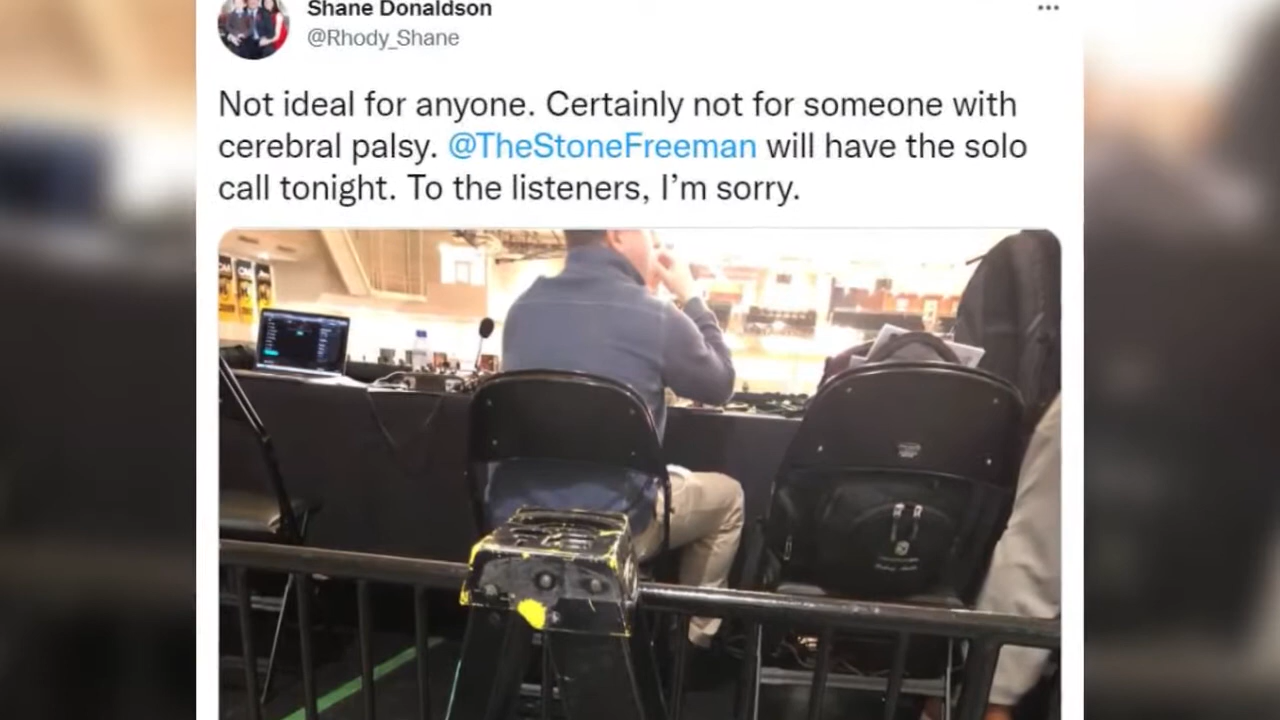 Shane Donaldson
@Rhody_Shane
Not ideal for anyone. Certainly not for someone with
cerebral palsy. @TheStoneFreeman will have the solo
call tonight. To the listeners, I’m sorry.